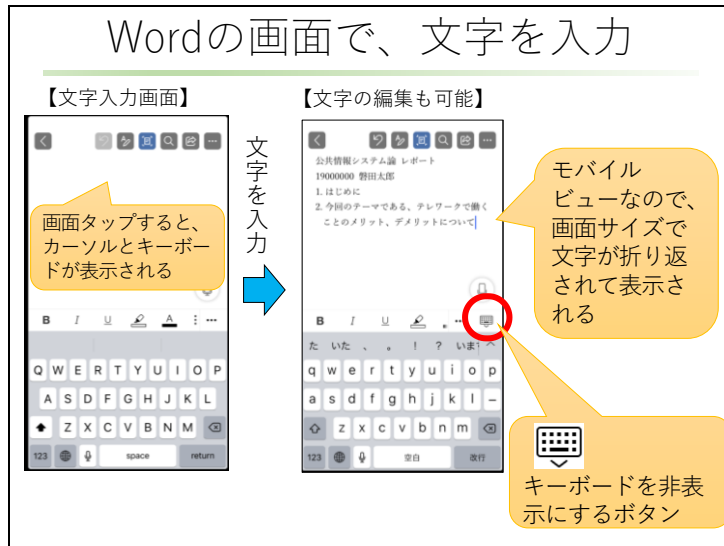 Wordの画面で、文字を入力
【文字入力画面】
画面タップすると、
カーソルとキーボー
ドが表示される
B I U A
Q W E R T Y U I O P
A S D F G H J K L
Z X C V B N M
123 space return
文字を入力
【文字の編集も可能】
公共情報システム論 レポート
19000000 磐田太郎
1. はじめに
2. 今回のテーマである、テレワークで働く
ことのメリット、デメリットについて
B I U
た いた 、 。 ! ? います
q w e r t y u i o p
a s d f g h j k l ー
z x c v b n m
123 空白 改行
モバイル
ビューなので、
画面サイズで
文字が折り返
されて表示さ
れる
キーボードを非表
示にするボタン